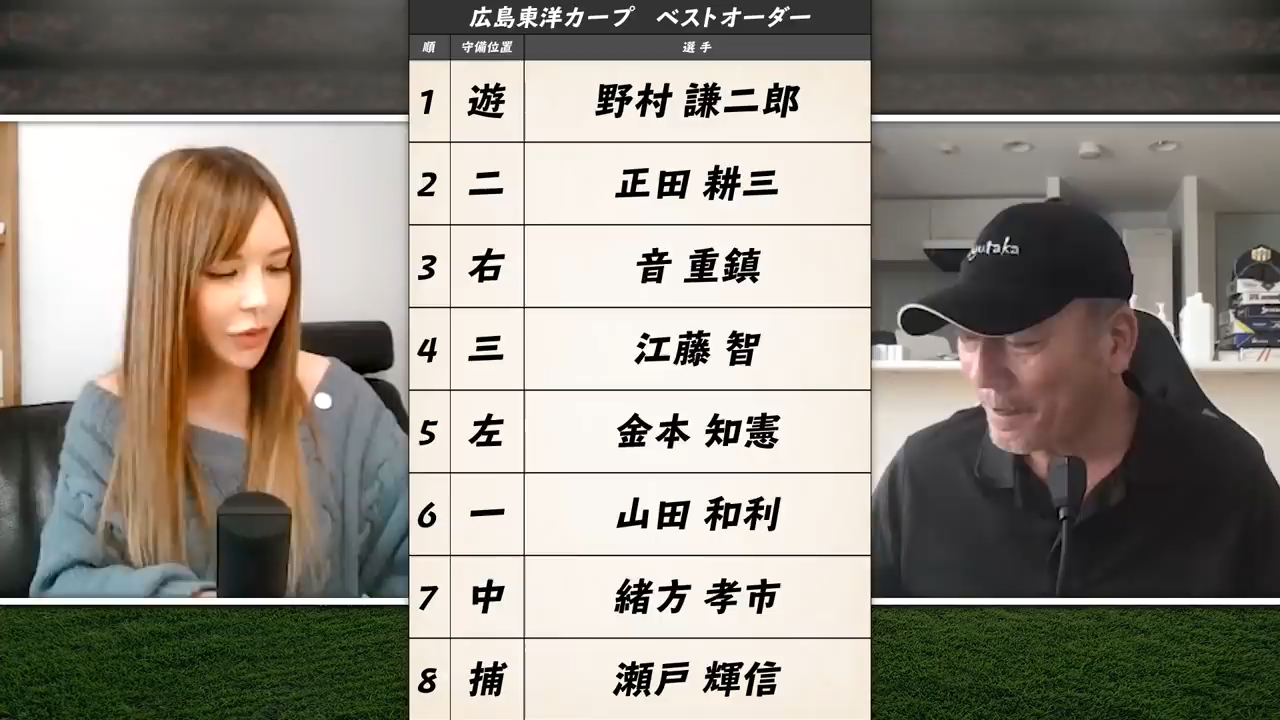 広島東洋カープ ベストオーダー
順 守備位置 選手
1 遊 野村 謙二郎
2 二 正田 耕三
3 右 音 重鎮
4 三 江藤 智
5 左 金本 知憲
6 一 山田 和利
7 中 緒方 孝市
8 捕 瀬戸 輝信
yutaka